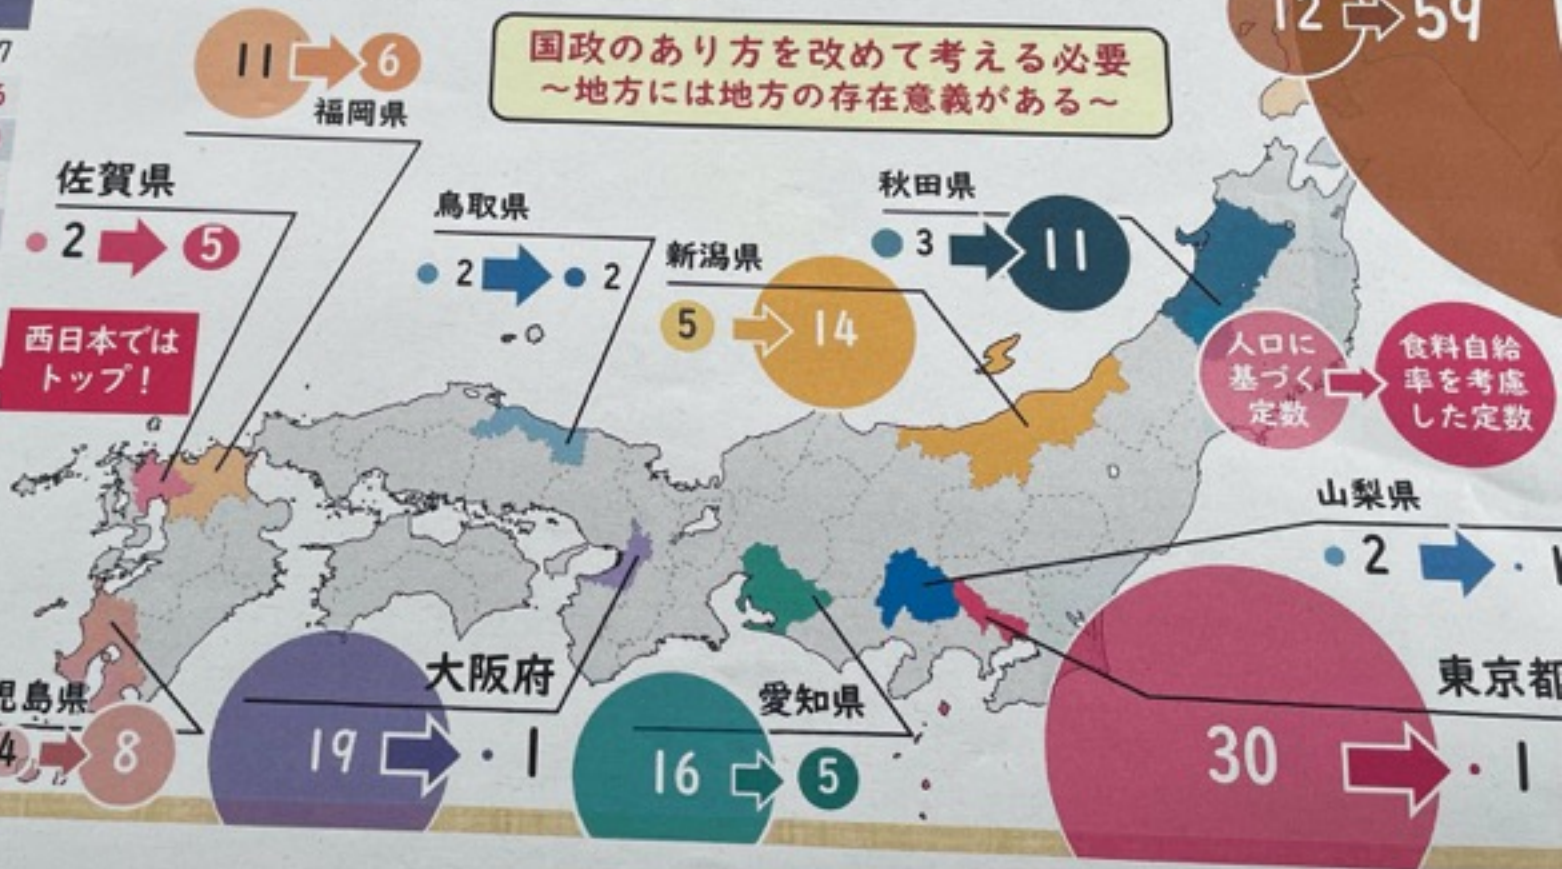 7
11
6
福岡県
国政のあり方を改めて考える必要
～地方には地方の存在意義がある～
12
59
佐賀県
2
5
西日本では
トップ！
鳥取県
2
2
新潟県
5
14
秋田県
3
11
人口に
基づく
定数
食料自給
率を考慮
した定数
山梨県
2
児島県
4
8
大阪府
19
1
愛知県
16
5
東京都
30
1